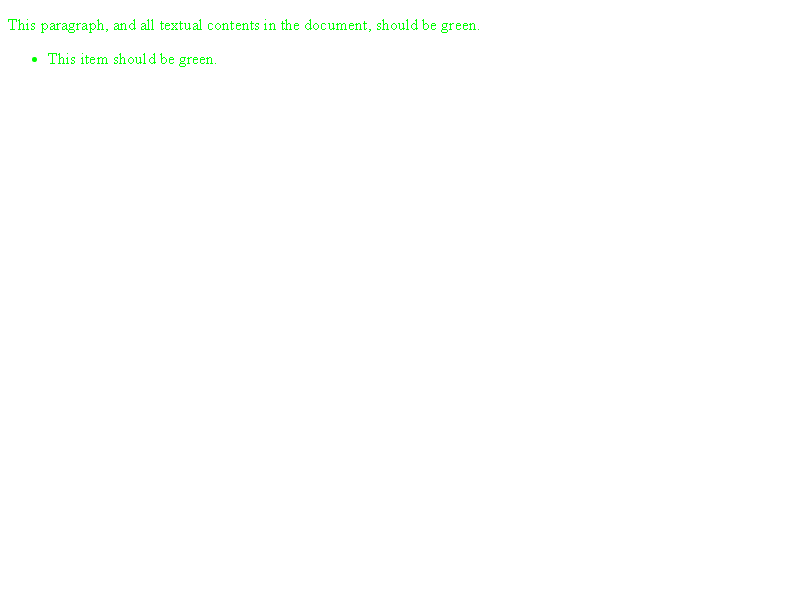 This paragraph, and all textual contents in the document, should be green.
This item should be green.